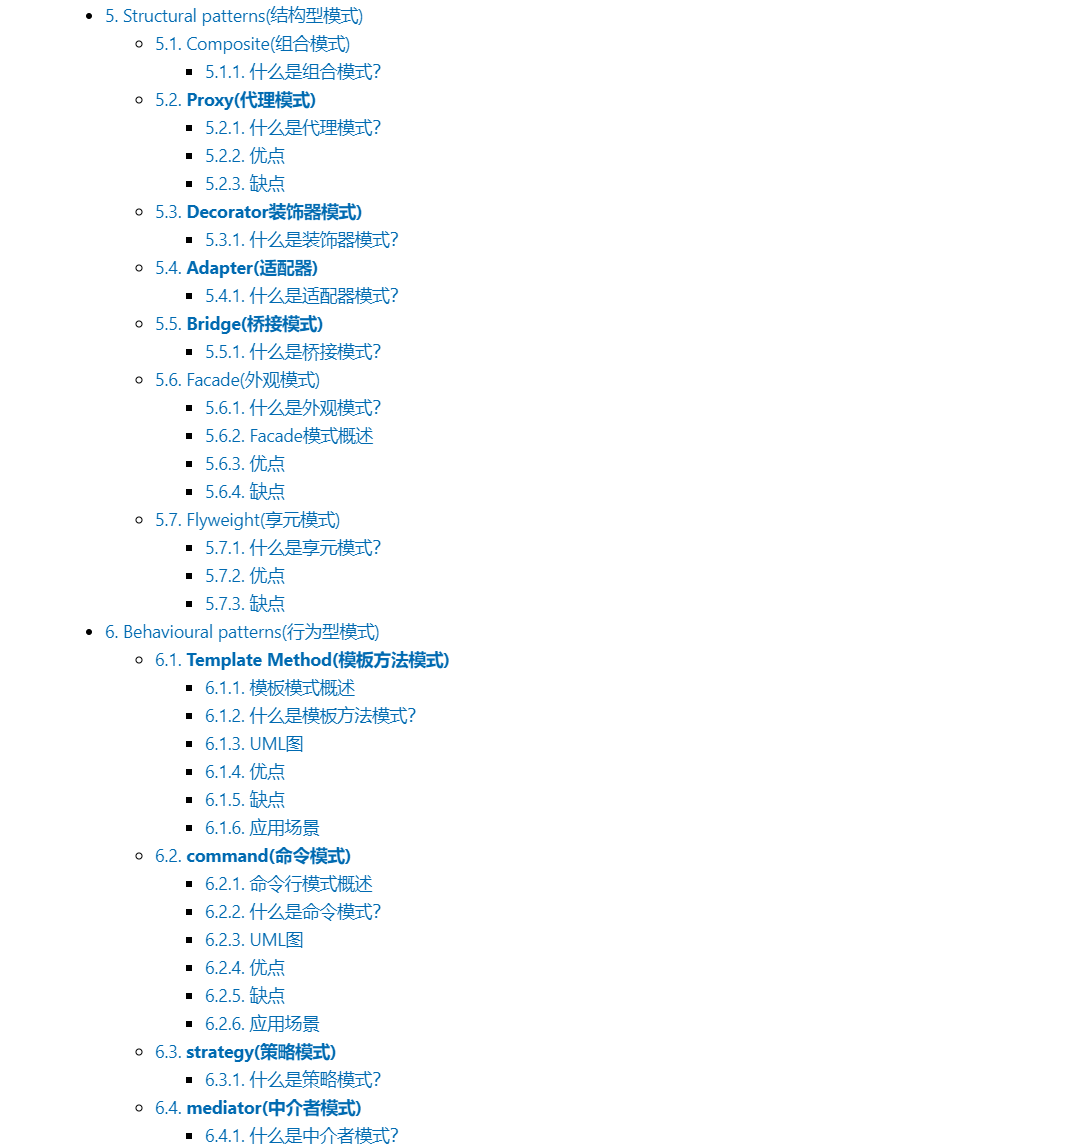 5. Structural patterns(结构型模式)
5.1. Composite(组合模式)
5.1.1. 什么是组合模式?
5.2. Proxy(代理模式)
5.2.1. 什么是代理模式?
5.2.2. 优点
5.2.3. 缺点
5.3. Decorator装饰器模式)
5.3.1. 什么是装饰器模式?
5.4. Adapter(适配器)
5.4.1. 什么是适配器模式?
5.5. Bridge(桥接模式)
5.5.1. 什么是桥接模式?
5.6. Facade(外观模式)
5.6.1. 什么是外观模式?
5.6.2. Facade模式概述
5.6.3. 优点
5.6.4. 缺点
5.7. Flyweight(享元模式)
5.7.1. 什么是享元模式?
5.7.2. 优点
5.7.3. 缺点
6. Behavioural patterns(行为型模式)
6.1. Template Method(模板方法模式)
6.1.1. 模板模式概述
6.1.2. 什么是模板方法模式?
6.1.3. UML图
6.1.4. 优点
6.1.5. 缺点
6.1.6. 应用场景
6.2. command(命令模式)
6.2.1. 命令行模式概述
6.2.2. 什么是命令模式?
6.2.3. UML图
6.2.4. 优点
6.2.5. 缺点
6.2.6. 应用场景
6.3. strategy(策略模式)
6.3.1. 什么是策略模式?
6.4. mediator(中介者模式)
6.4.1. 什么是中介者模式?